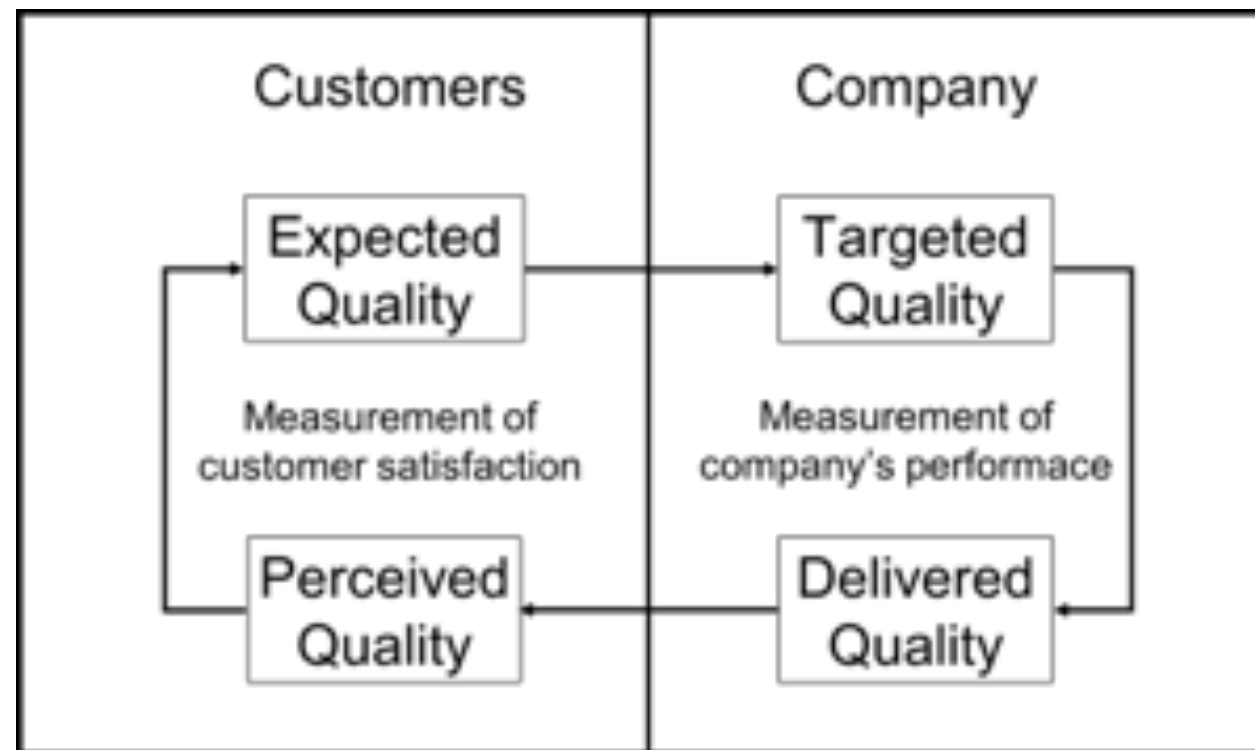 Customers
Company
Expected
Quality
Targeted
Quality
Measurement of
customer satisfaction
Measurement of
company's performace
Perceived
Quality
Delivered
Quality